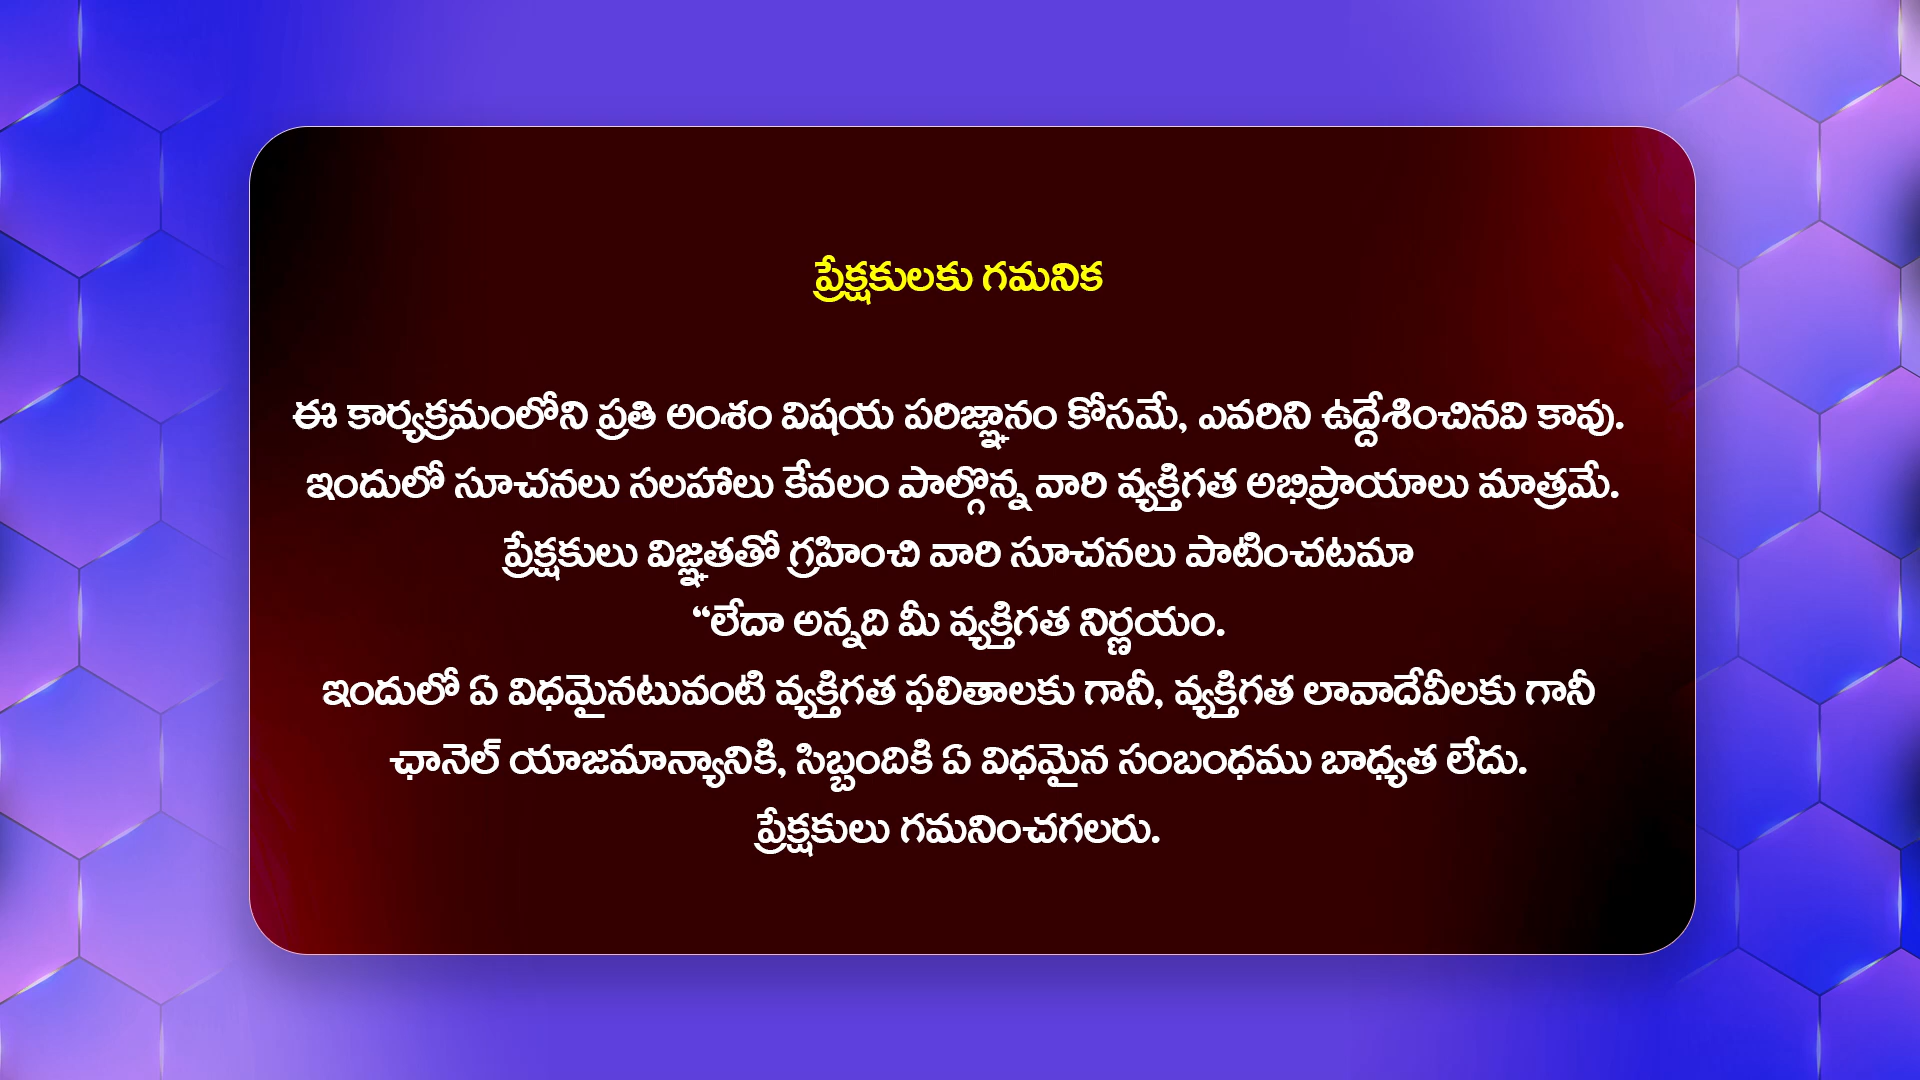 ప్రేక్షకులకు గమనిక
ఈ కార్యక్రమంలోని ప్రతి అంశం విషయ పరిజ్ఞానం కోసమే, ఎవరిని ఉద్దేశించినవి కావు.
ఇందులో సూచనలు సలహాలు కేవలం పాల్గొన్న వారి వ్యక్తిగత అభిప్రాయాలు మాత్రమే.
ప్రేక్షకులు విజ్ఞతతో గ్రహించి వారి సూచనలు పాటించటమా
“లేదా అన్నది మీ వ్యక్తిగత నిర్ణయం.
ఇందులో ఏ విధమైనటువంటి వ్యక్తిగత ఫలితాలకు గానీ, వ్యక్తిగత లావాదేవీలకు గానీ
ఛానెల్ యాజమాన్యానికి, సిబ్బందికి ఏ విధమైన సంబంధము బాధ్యత లేదు.
ప్రేక్షకులు గమనించగలరు.